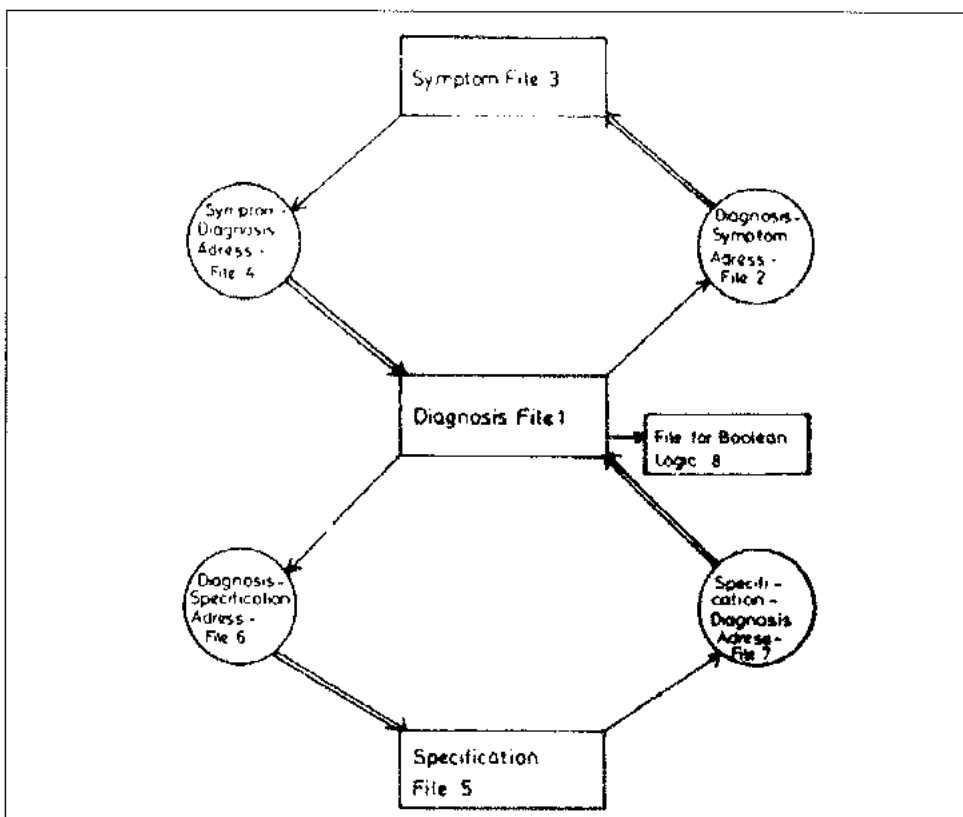 Symptom File 3
Symptom -
Diagnosis
Adress -
File 4
Diagnosis -
Symptom
Adress -
File 2
Diagnosis File 1
File for Boolean
Logic 8
Diagnosis -
Specification
Adress -
File 6
Specifi-
cation -
Diagnosis
Adress -
File 7
Specification
File 5